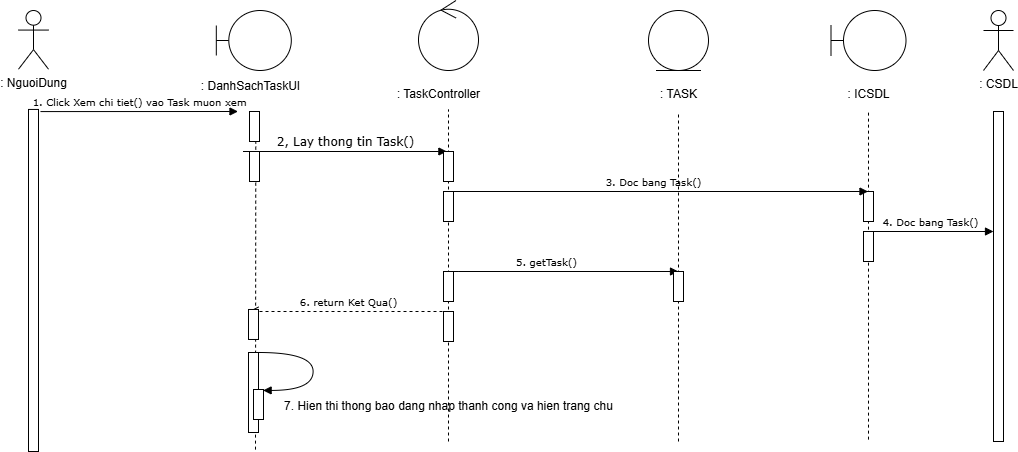 : NguoiDung
: DanhSachTaskUI
: TaskController
: TASK
: ICSDL
: CSDL
1. Click Xem chi tiet() vao Task muon xem
2, Lay thong tin Task()
3. Doc bang Task()
4. Doc bang Task()
5. getTask()
6. return Ket Qua()
7. Hien thi thong bao dang nhap thanh cong va hien trang chu